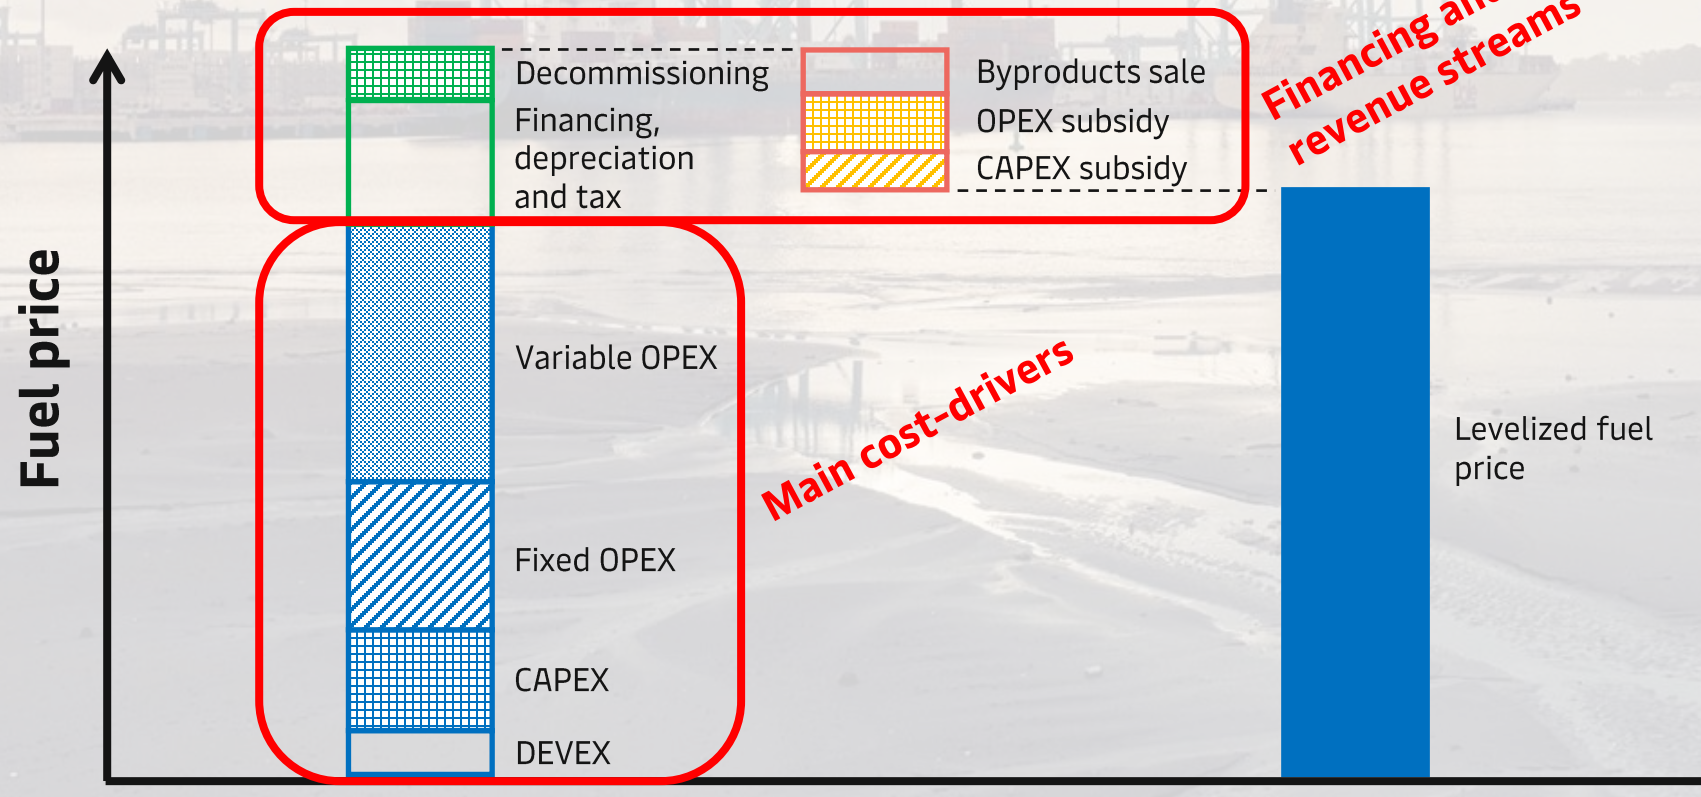 Financing and
revenue streams
Decommissioning
Financing,
depreciation
and tax
Byproducts sale
OPEX subsidy
CAPEX subsidy
Fuel price
Variable OPEX
Main cost-drivers
Fixed OPEX
CAPEX
DEVEX
Levelized fuel
price